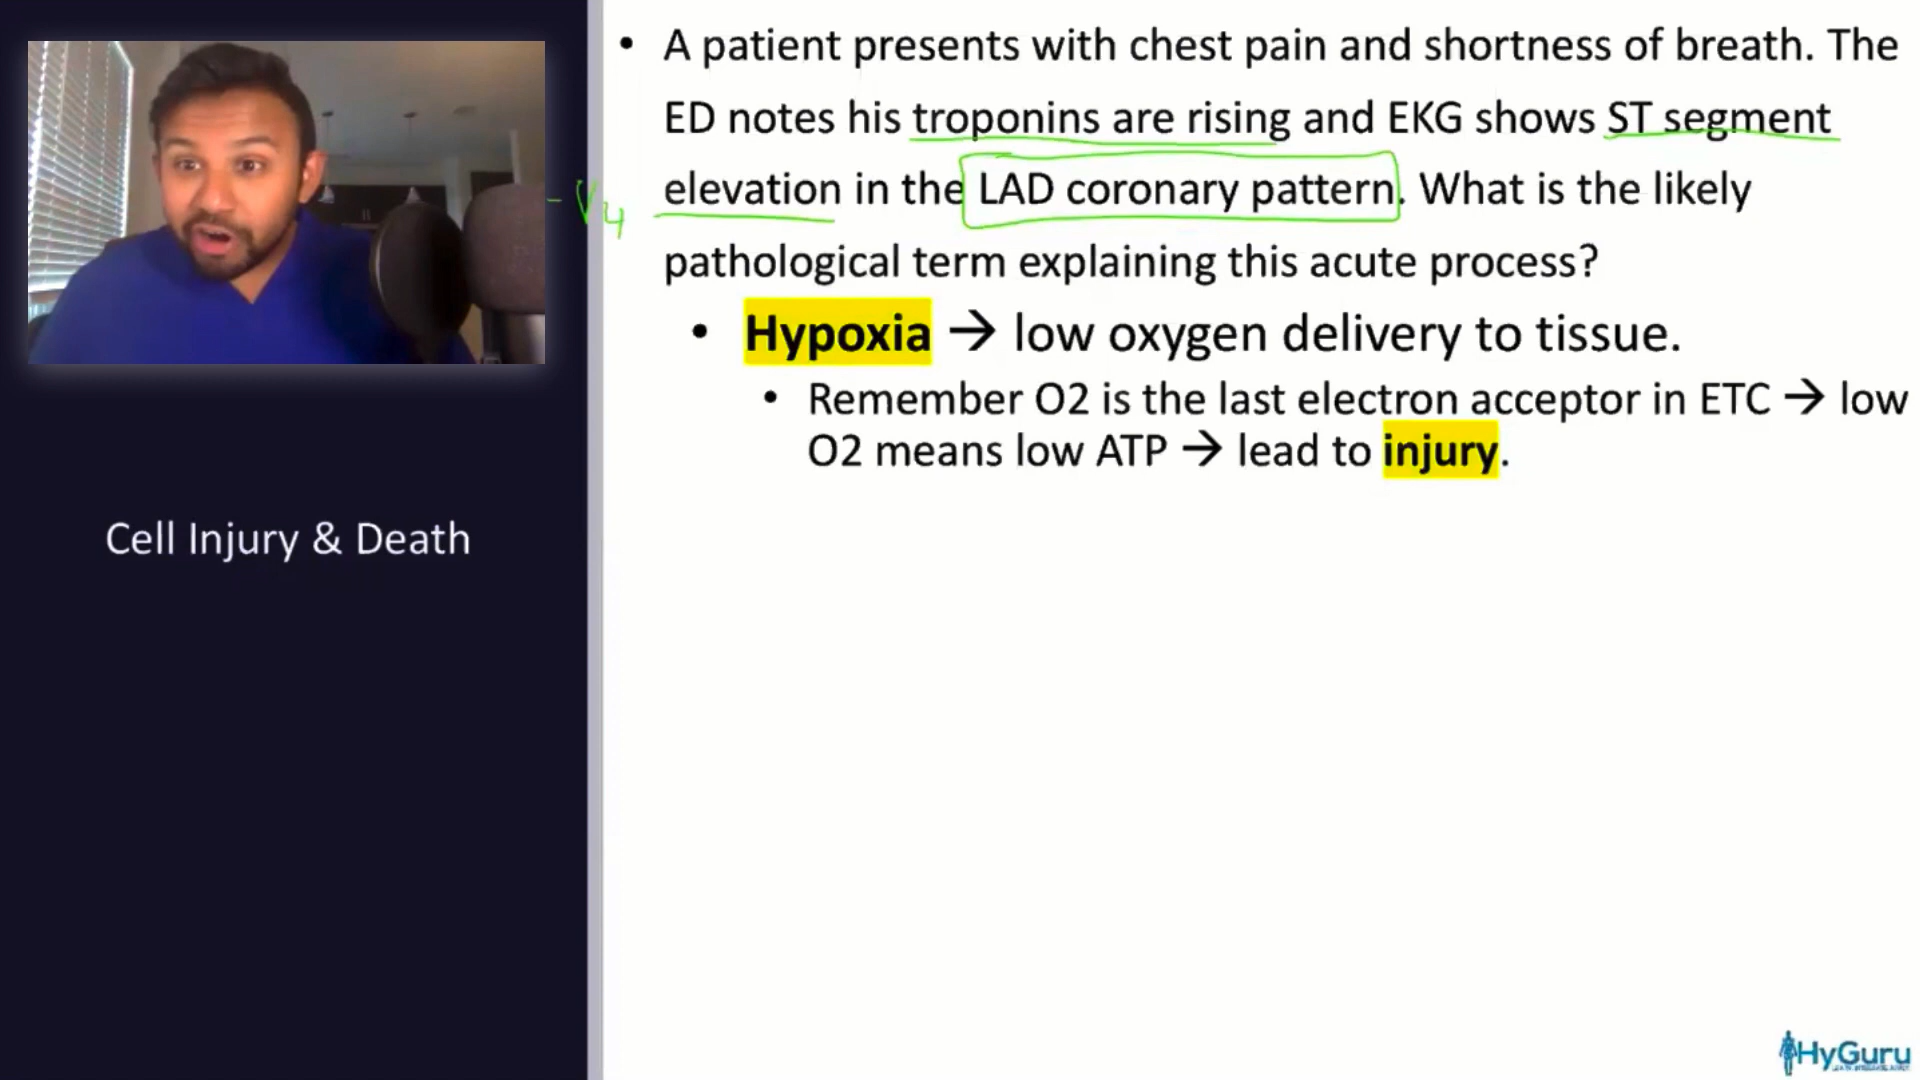 • A patient presents with chest pain and shortness of breath. The
ED notes his troponins are rising and EKG shows ST segment
elevation in the LAD coronary pattern. What is the likely
pathological term explaining this acute process?
- V4
• Hypoxia → low oxygen delivery to tissue.
• Remember O2 is the last electron acceptor in ETC → low
O2 means low ATP → lead to injury.
Cell Injury & Death
HyGuru